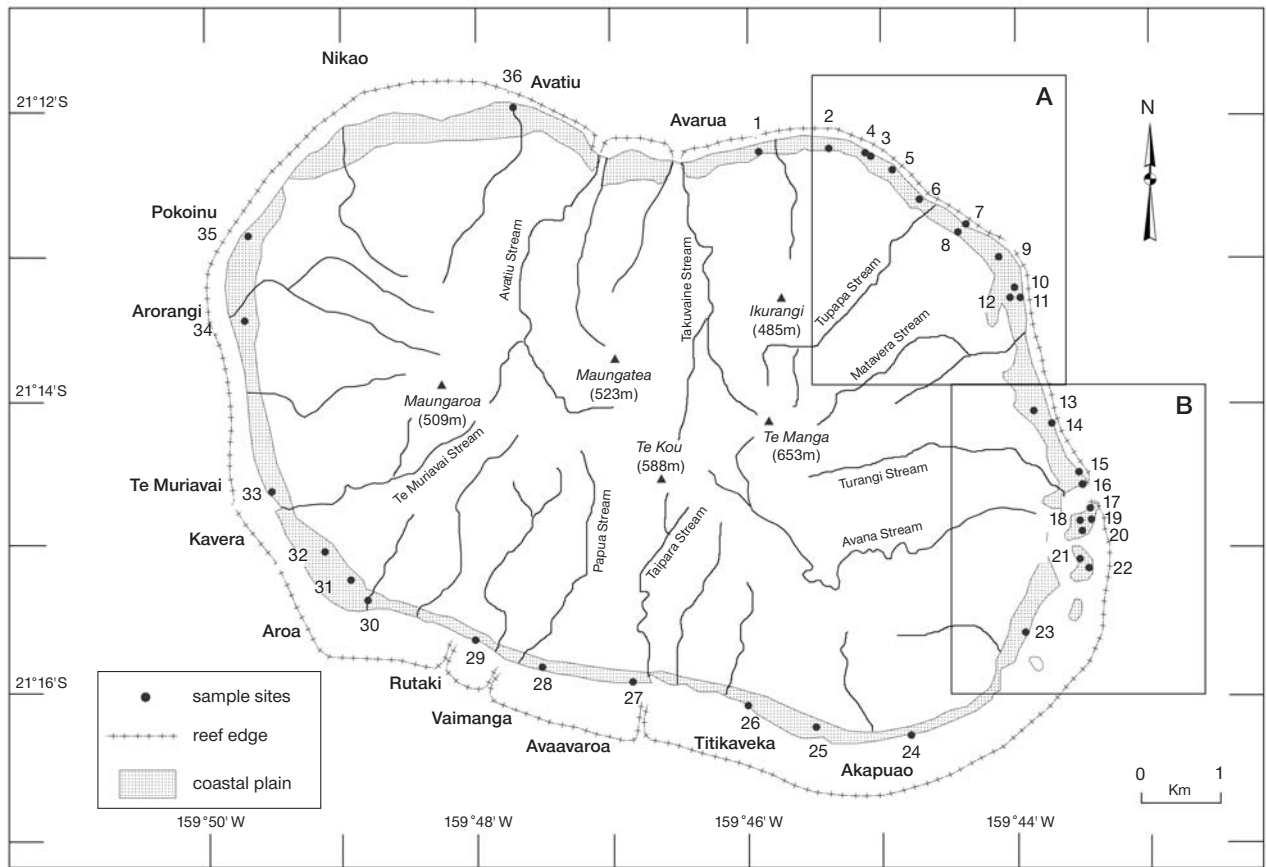 Nikao
36
Avatiu
21°12' S
Avarua
1
2
4
3
5
6
7
8
9
10
12
11
A
N
Pokoinu
35
Avatiu Stream
Takuvaine Stream
Ikurangi
(485m)
Tupapa Stream
Matavera Stream
Arorangi
34
21°14' S
Maungaroa
(509m)
Maungatea
(523m)
Te Manga
(653m)
Te Kou
(588m)
B
13
14
15
16
17
18
19
20
21
22
23
Te Muriavai
33
Te Muriavai Stream
Turangi Stream
Avana Stream
Papua Stream
Taipara Stream
Kavera
32
31
30
Aroa
29
Rutaki
28
Vaimanga
27
Avaavaroa
26
Titikaveka
25
24
Akapuao
21°16' S
sample sites
reef edge
coastal plain
0 1
Km
159°50' W
159°48' W
159°46' W
159°44' W